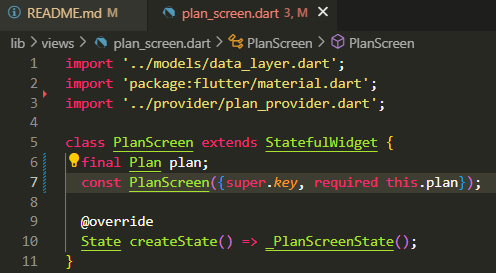 README.md M
plan_screen.dart 3, M ×
lib > views > plan_screen.dart > PlanScreen > PlanScreen
1 import '../models/data_layer.dart';
2 import 'package:flutter/material.dart';
3 import '../provider/plan_provider.dart';
4
5 class PlanScreen extends StatefulWidget {
6 final Plan plan;
7 const PlanScreen({super.key, required this.plan});
8
9 @override
10 State createState() => _PlanScreenState();
11 }